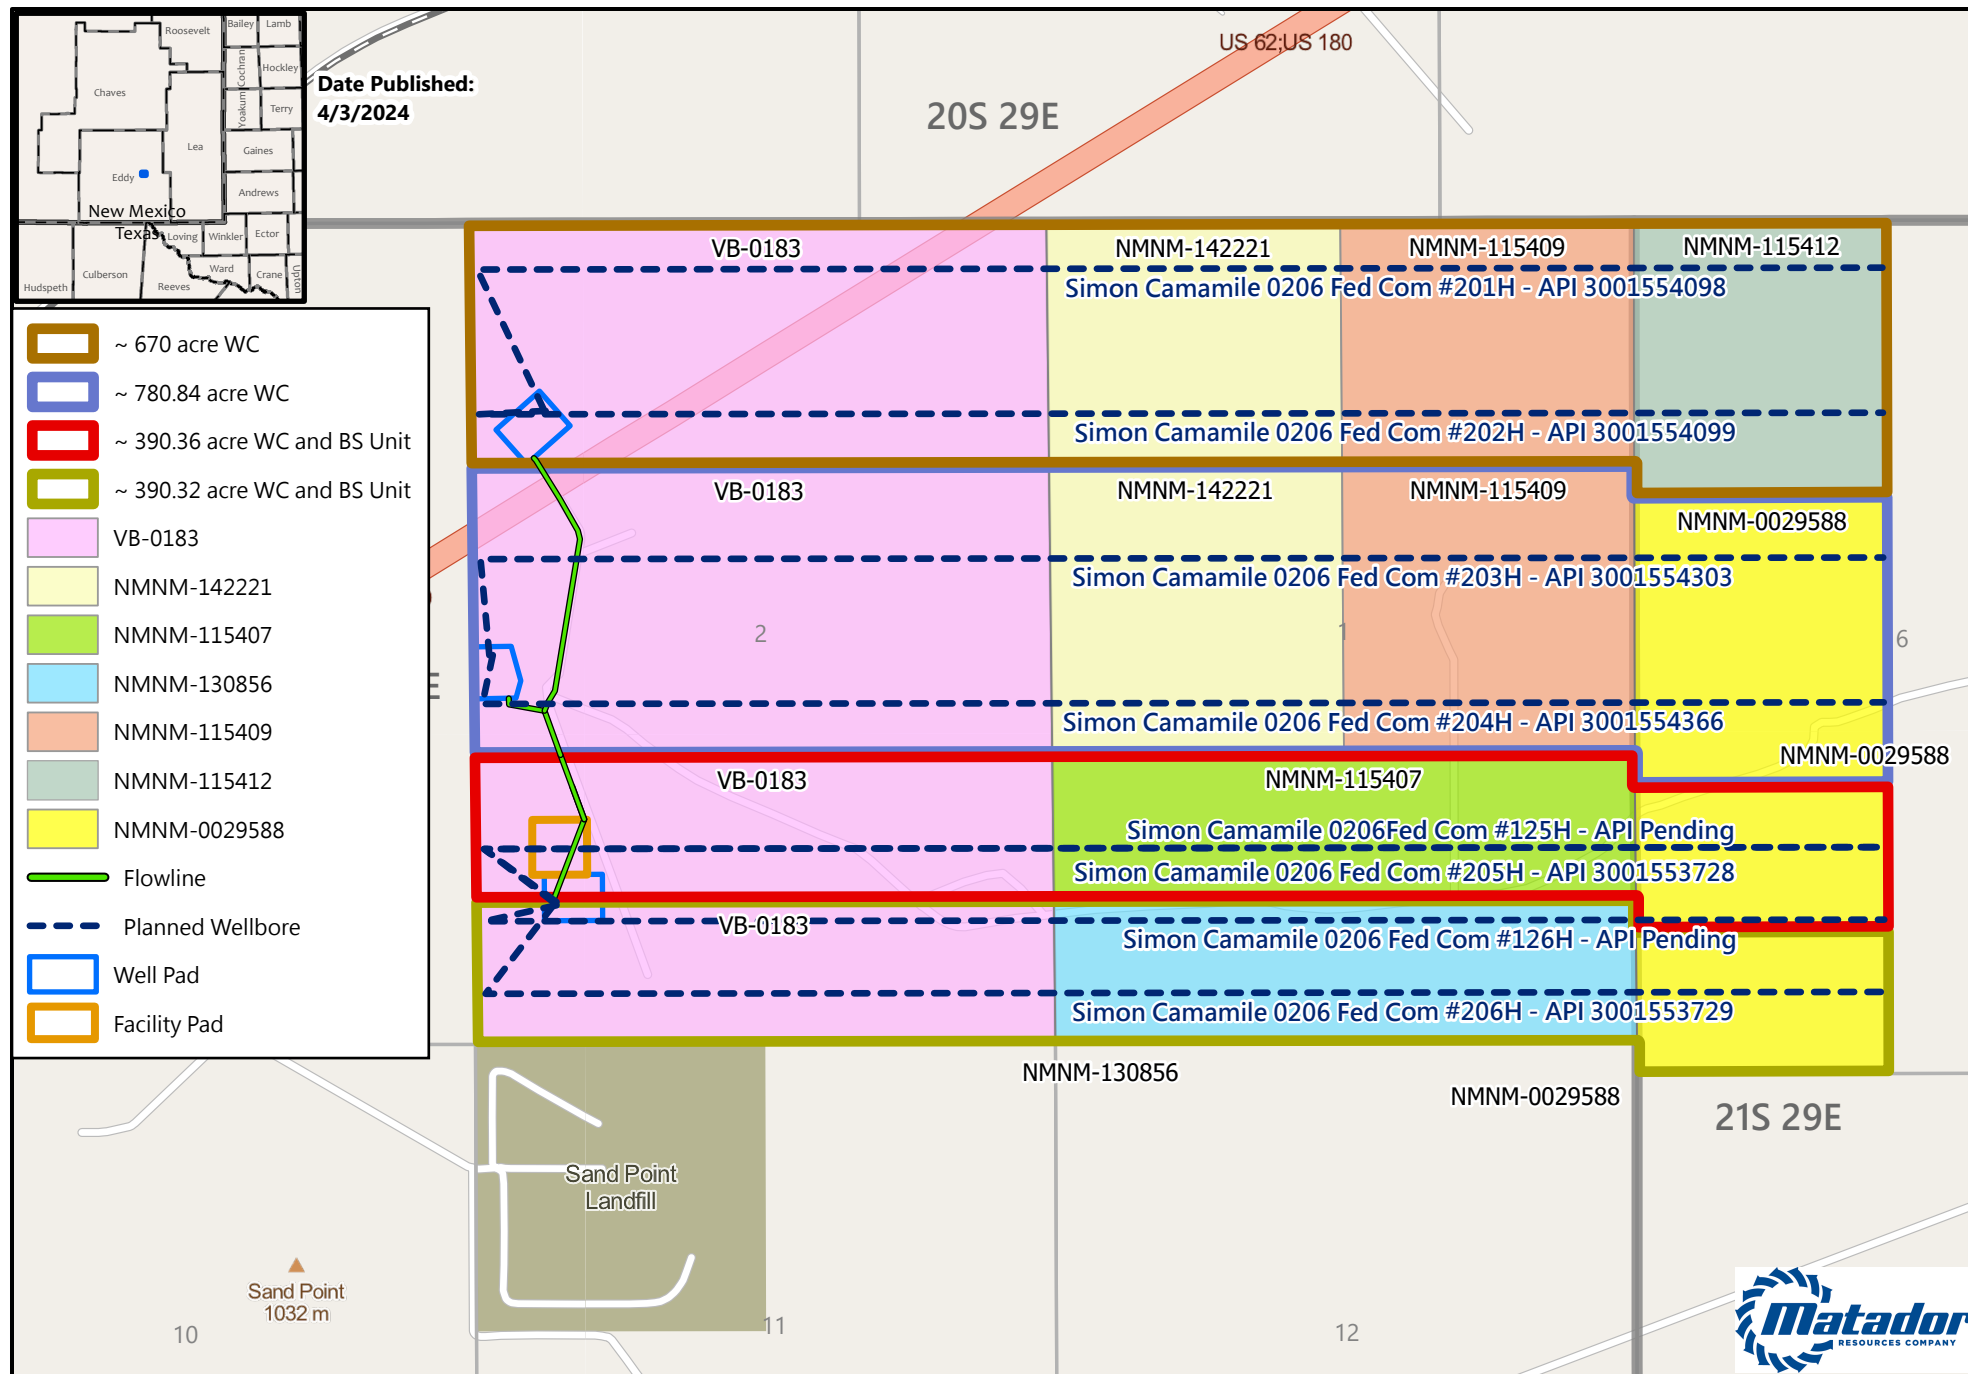 Roosevelt
Bailey
Lamb
Chaves
Cochran
Hockley
Yoakum
Terry
Lea
Gaines
Eddy
Andrews
New Mexico
Texas
Loving
Winkler
Ector
Culberson
Ward
Crane
Upton
Hudspeth
Reeves
Date Published:
4/3/2024
US 62;US 180
20S 29E
~ 670 acre WC
~ 780.84 acre WC
~ 390.36 acre WC and BS Unit
~ 390.32 acre WC and BS Unit
VB-0183
NMNM-142221
NMNM-115407
NMNM-130856
NMNM-115409
NMNM-115412
NMNM-0029588
Flowline
Planned Wellbore
Well Pad
Facility Pad
VB-0183
NMNM-142221
NMNM-115409
NMNM-115412
Simon Camamile 0206 Fed Com #201H - API 3001554098
Simon Camamile 0206 Fed Com #202H - API 3001554099
VB-0183
NMNM-142221
NMNM-115409
NMNM-0029588
Simon Camamile 0206 Fed Com #203H - API 3001554303
2
1
6
E
Simon Camamile 0206 Fed Com #204H - API 3001554366
NMNM-0029588
VB-0183
NMNM-115407
Simon Camamile 0206Fed Com #125H - API Pending
Simon Camamile 0206 Fed Com #205H - API 3001553728
VB-0183
Simon Camamile 0206 Fed Com #126H - API Pending
Simon Camamile 0206 Fed Com #206H - API 3001553729
NMNM-130856
NMNM-0029588
21S 29E
Sand Point
Landfill
Sand Point
1032 m
10
11
12
Matador
RESOURCES COMPANY